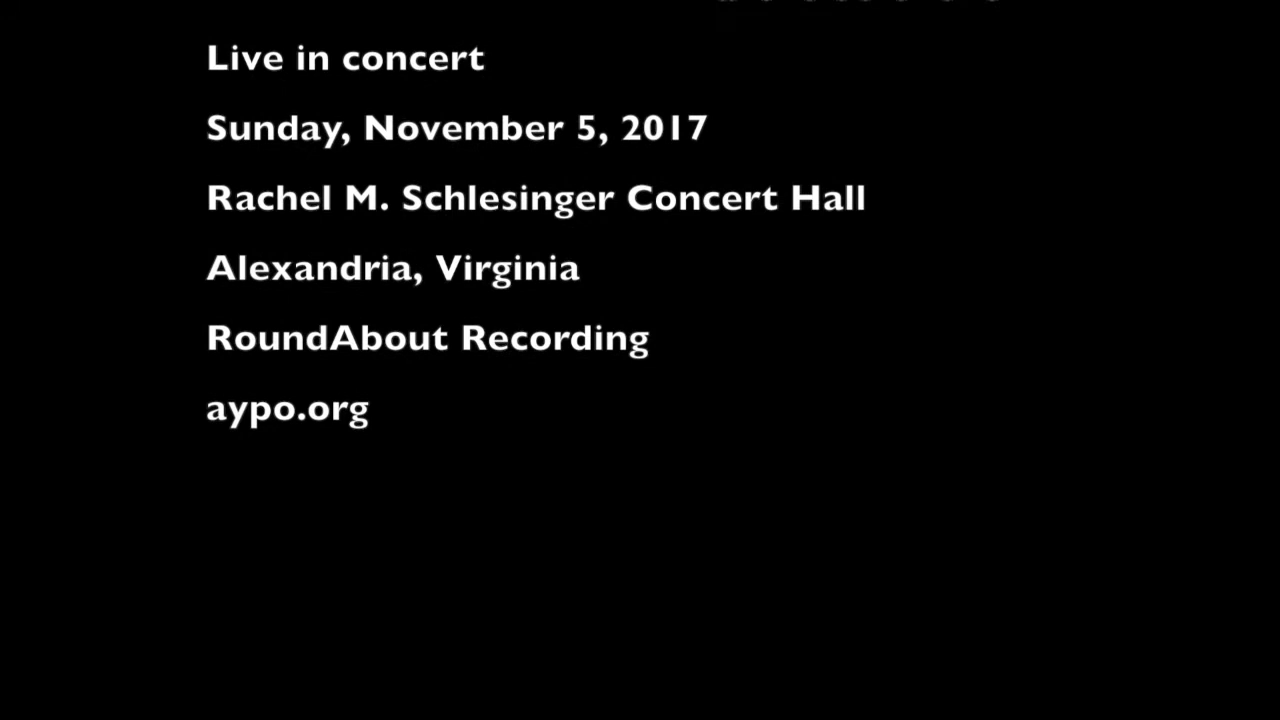 Live in concert
Sunday, November 5, 2017
Rachel M. Schlesinger Concert Hall
Alexandria, Virginia
RoundAbout Recording
aypo.org